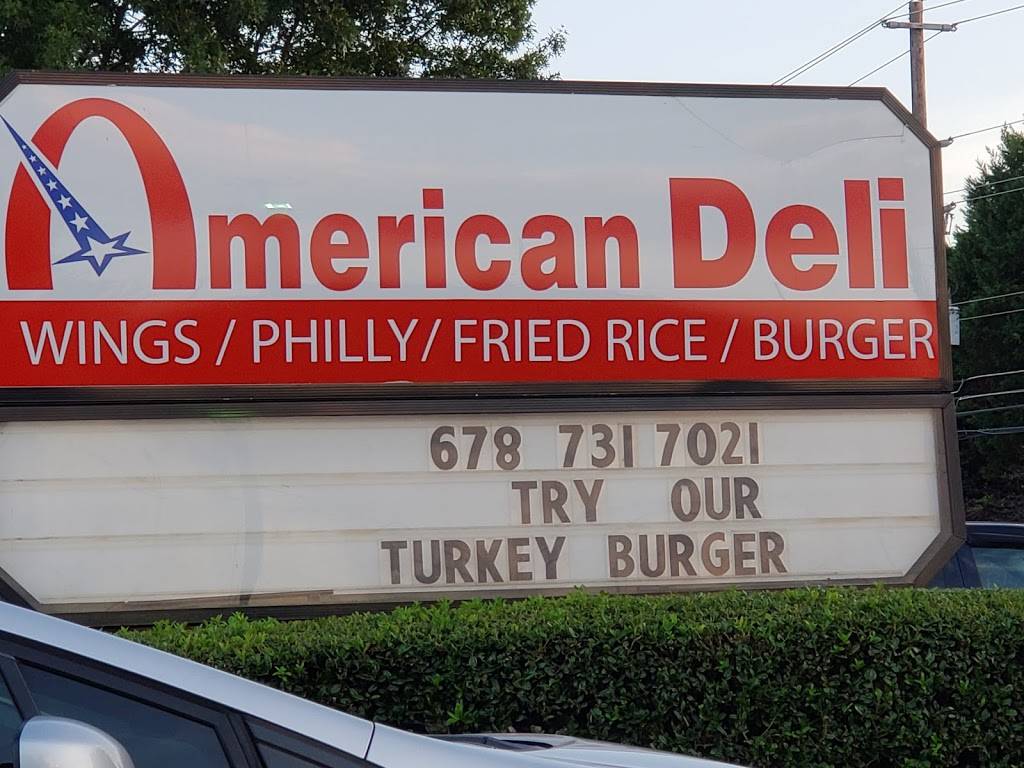 American Deli
WINGS / PHILLY/ FRIED RICE / BURGER
678 731 7021
TRY OUR
TURKEY BURGER